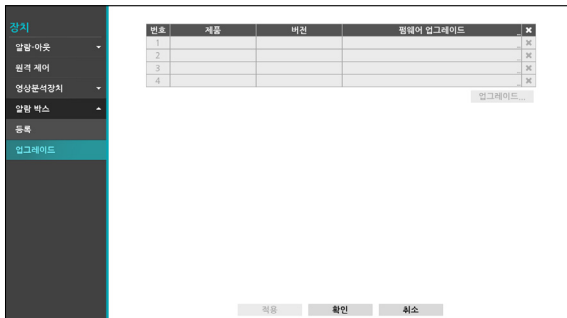 장치
알람-아웃
원격 제어
영상분석장치
알람 박스
등록
업그레이드
번호 제품 버전 펌웨어 업그레이드 _ ✖
1 _ ✖
2 _ ✖
3 _ ✖
4 _ ✖
업그레이드...
적용 확인 취소